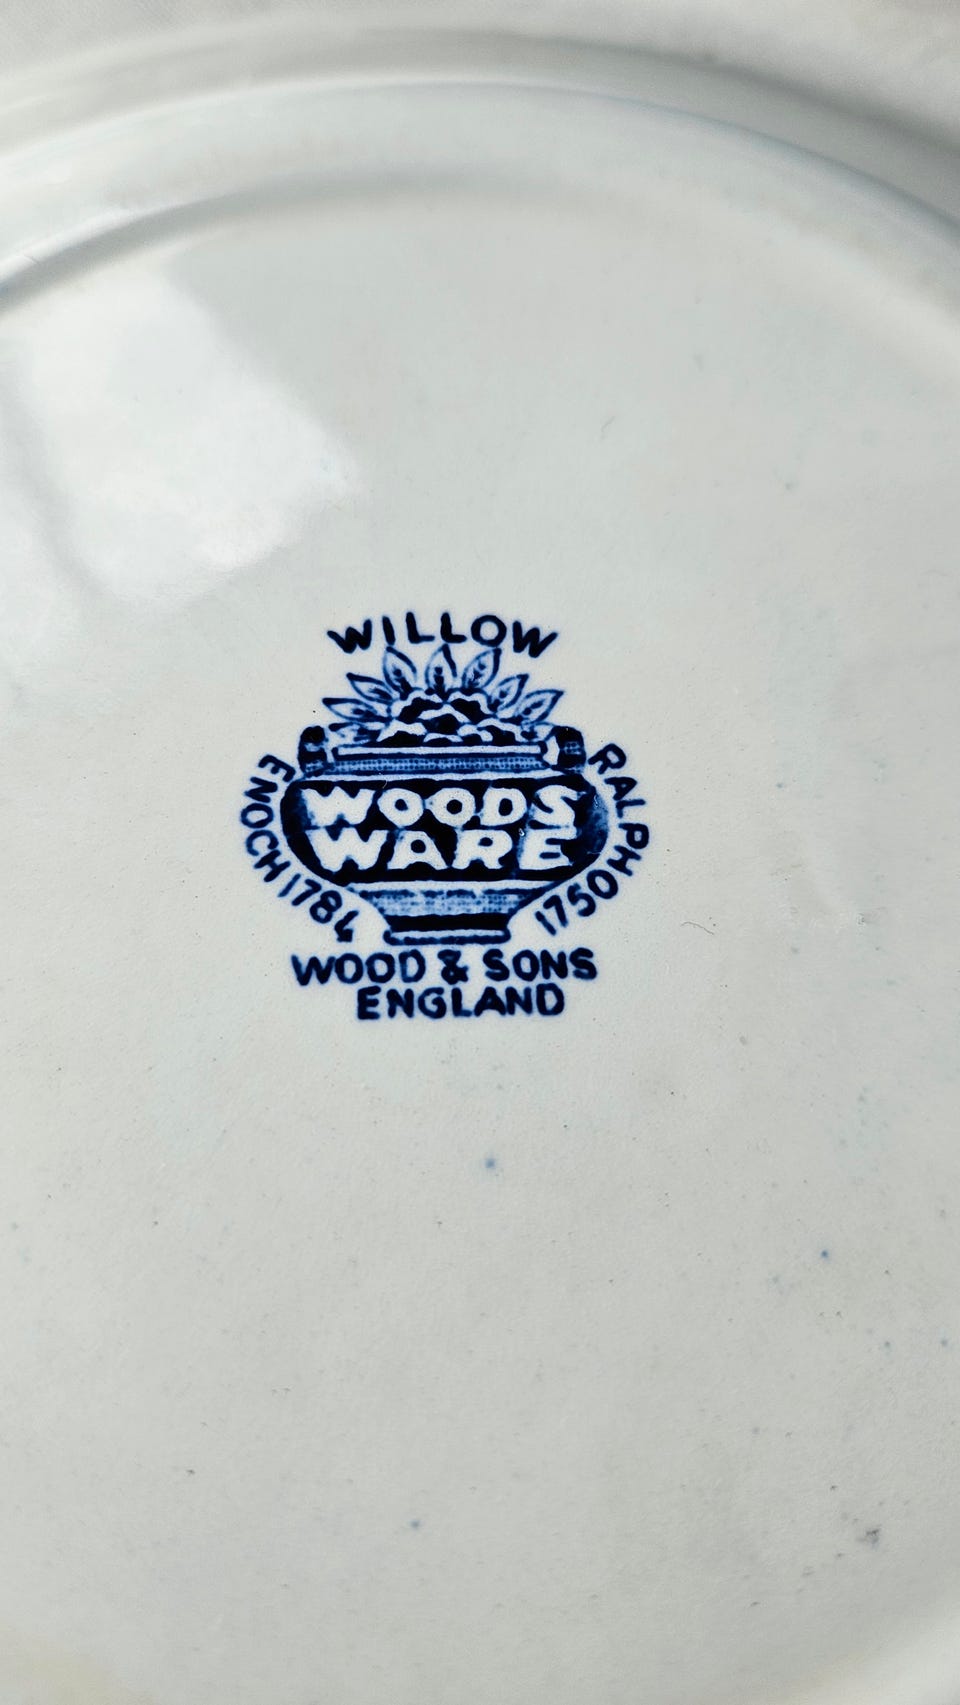 WILLOW
ENOCH 1784
RALPH 1750
WOODS
WARE
WOOD & SONS
ENGLAND